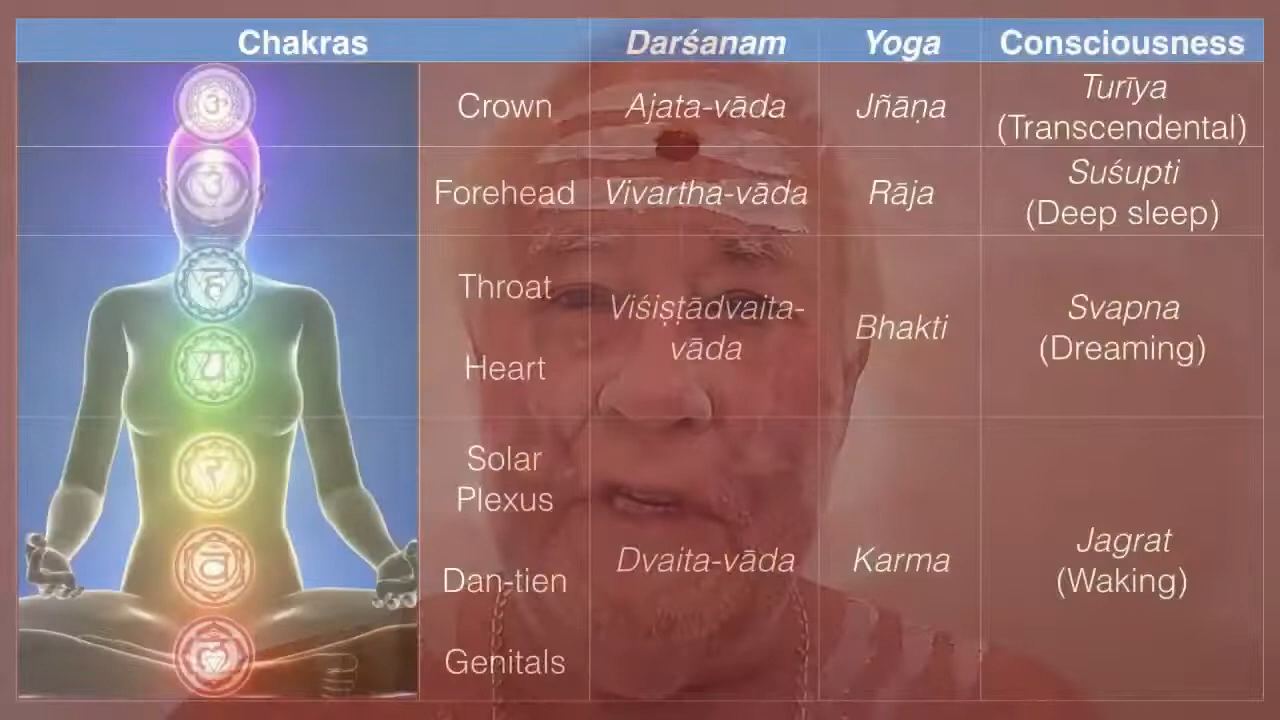 Chakras Darśanam Yoga Consciousness
Crown Ajata-vāda Jñāṇa Turīya
(Transcendental)
Forehead Vivartha-vāda Rāja Suśupti
(Deep sleep)
Throat
Heart
Viśiṣṭādvaita-
vāda
Bhakti
Svapna
(Dreaming)
Solar
Plexus
Dan-tien
Genitals
Dvaita-vāda
Karma
Jagrat
(Waking)